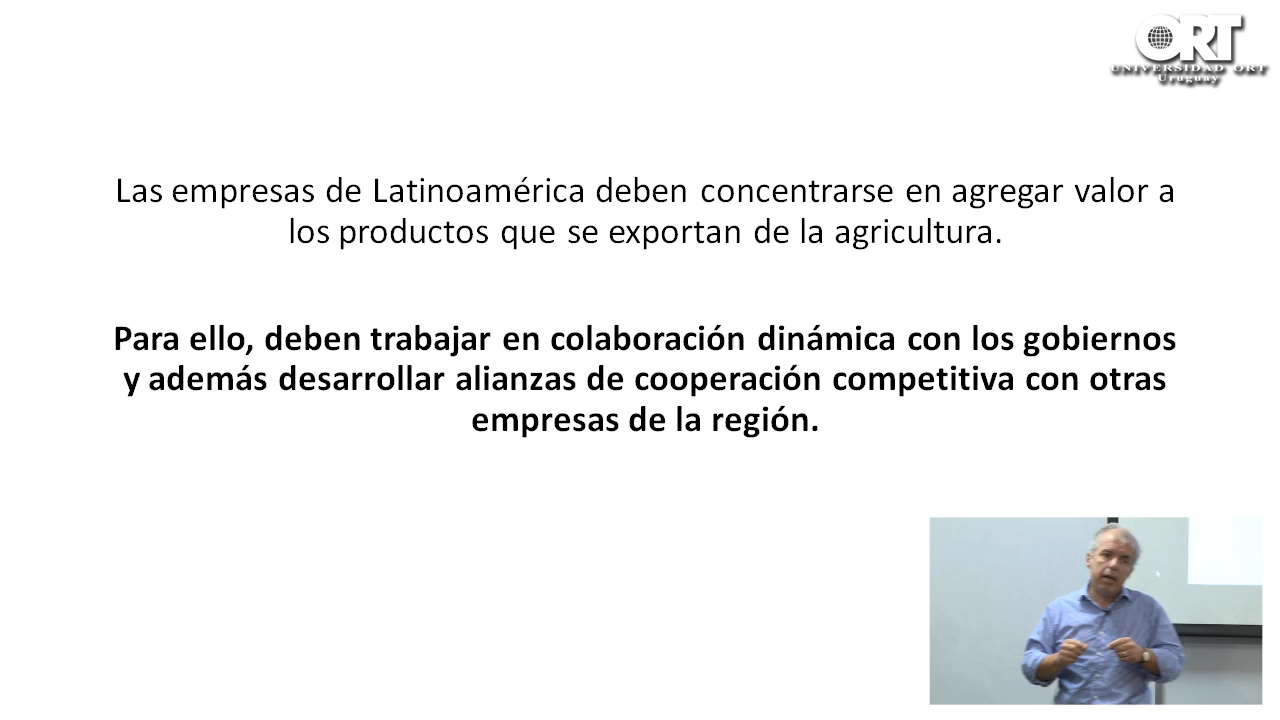 ORT
UNIVERSIDAD ORT
Uruguay
Las empresas de Latinoamérica deben concentrarse en agregar valor a
los productos que se exportan de la agricultura.
Para ello, deben trabajar en colaboración dinámica con los gobiernos
y además desarrollar alianzas de cooperación competitiva con otras
empresas de la región.